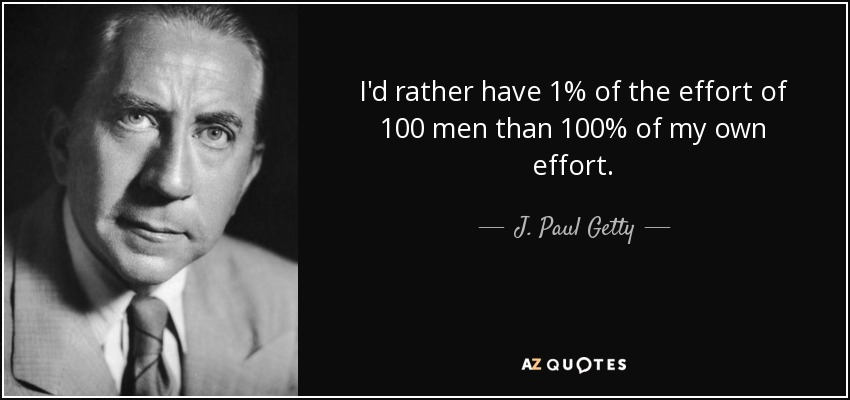 I'd rather have 1% of the effort of
100 men than 100% of my own
effort.
— J. Paul Getty —
AZ QUOTES